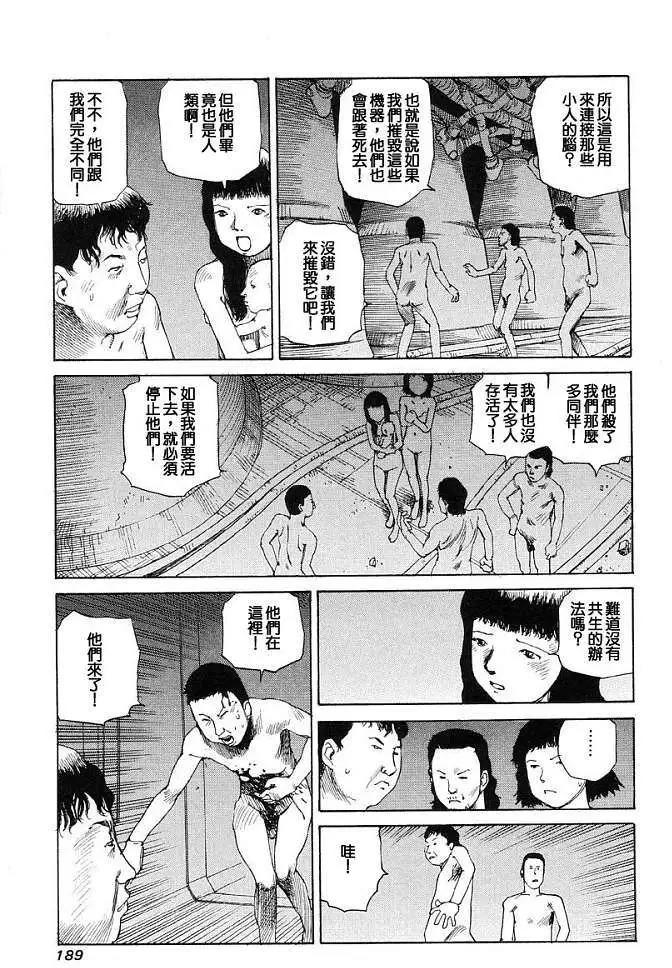 所以這是用
來連接那些
小人的腦？
也就是說如果
我們摧毀這些
機器，他們也
會跟著死去！
沒錯，讓我們
來摧毀它吧！
但他們畢
竟也是人
類啊！
不不，他們跟
我們完全不同！
他們殺了
我們那麼
多同伴！
我們也沒
有太多人
存活了！
如果我們要活
下去，就必須
停止他們！
難道沒有
共生的辦
法嗎？
……
哇！
他們在
這裡！
他們來了！
189